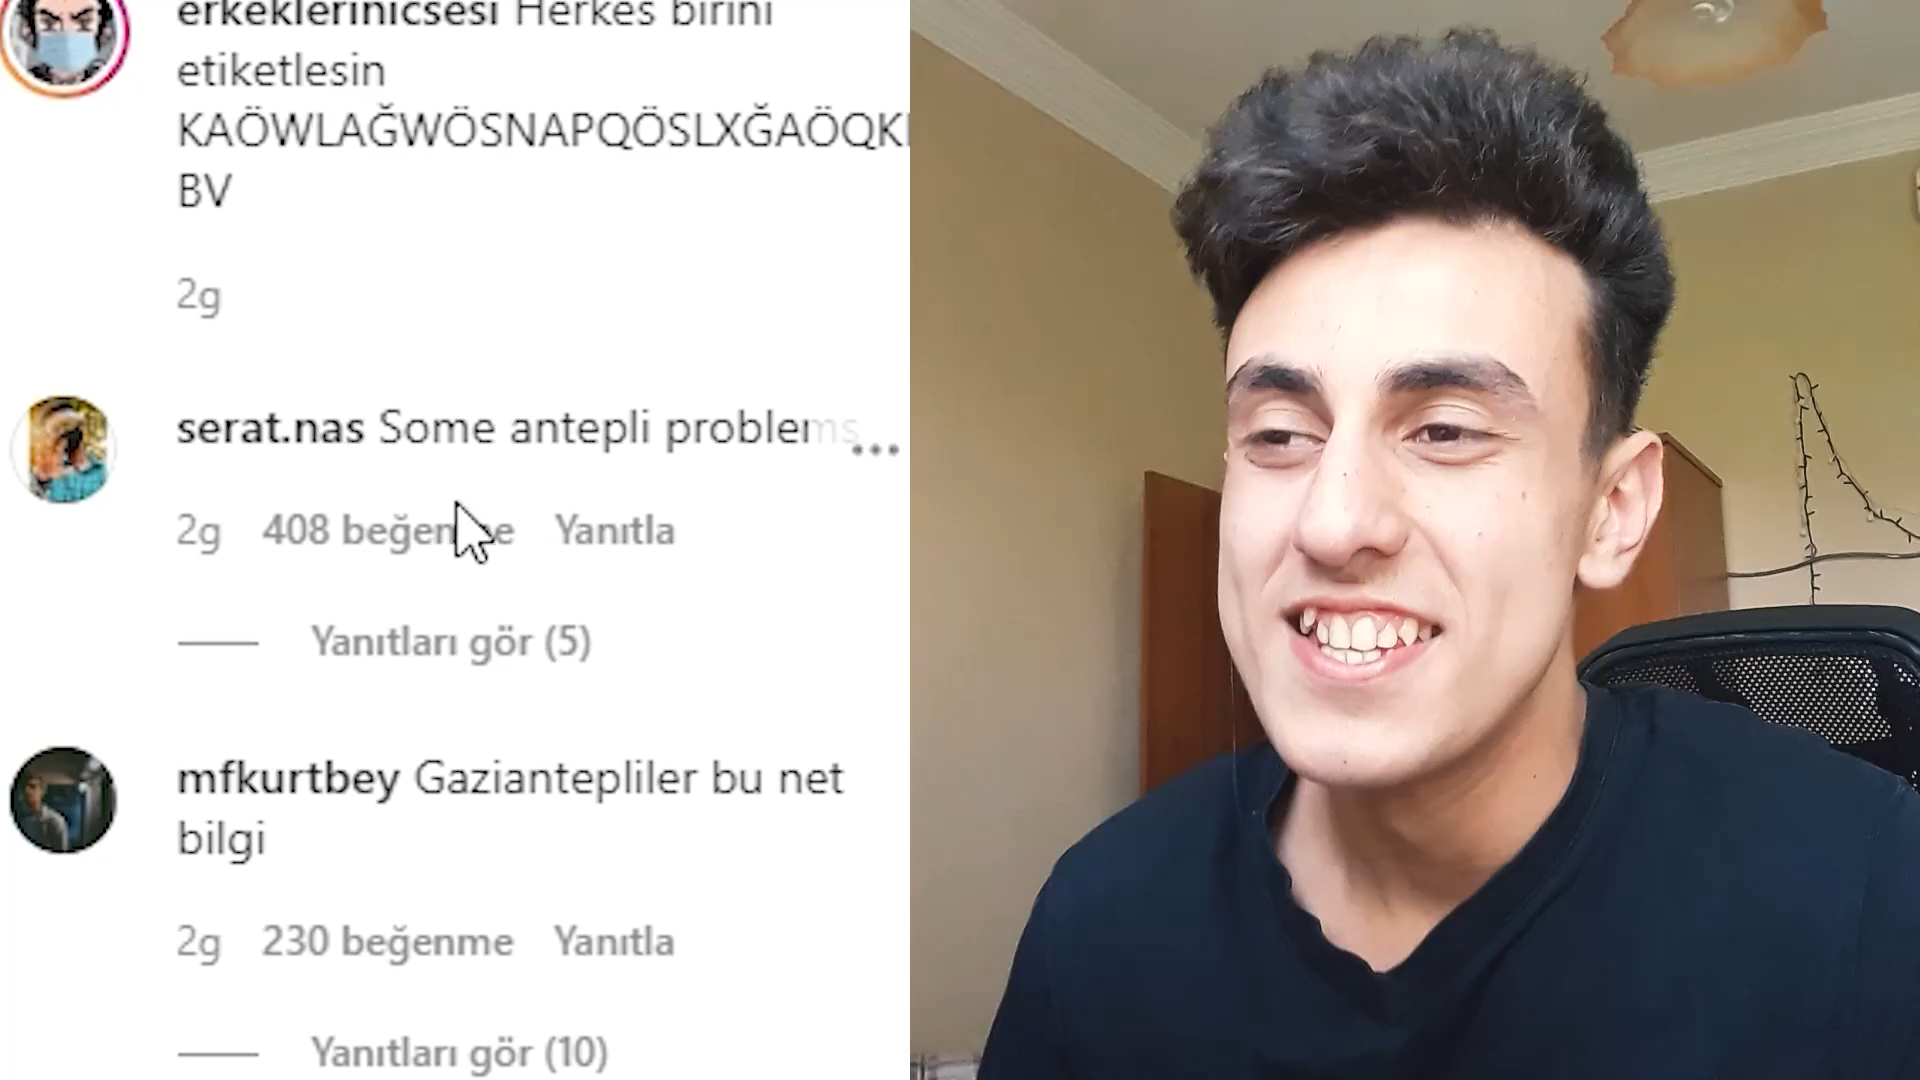 erkeklerinicsesi Herkes birini
etiketlesin
KAÖWLAĞWÖSNAPQÖSLXĞAÖQK
BV
2g
serat.nas Some antepli problems
2g 408 beğenme Yanıtla
Yanıtları gör (5)
mfkurtbey Gaziantepliler bu net
bilgi
2g 230 beğenme Yanıtla
Yanıtları gör (10)